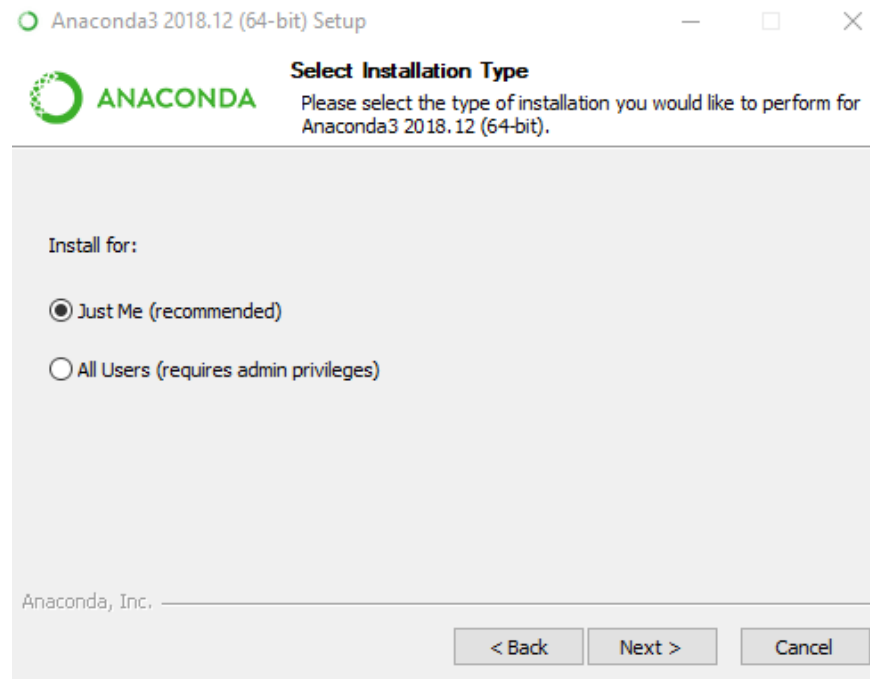 Anaconda3 2018.12 (64-bit) Setup
ANACONDA
Select Installation Type
Please select the type of installation you would like to perform for
Anaconda3 2018.12 (64-bit).
Install for:
Just Me (recommended)
All Users (requires admin privileges)
Anaconda, Inc.
< Back
Next >
Cancel